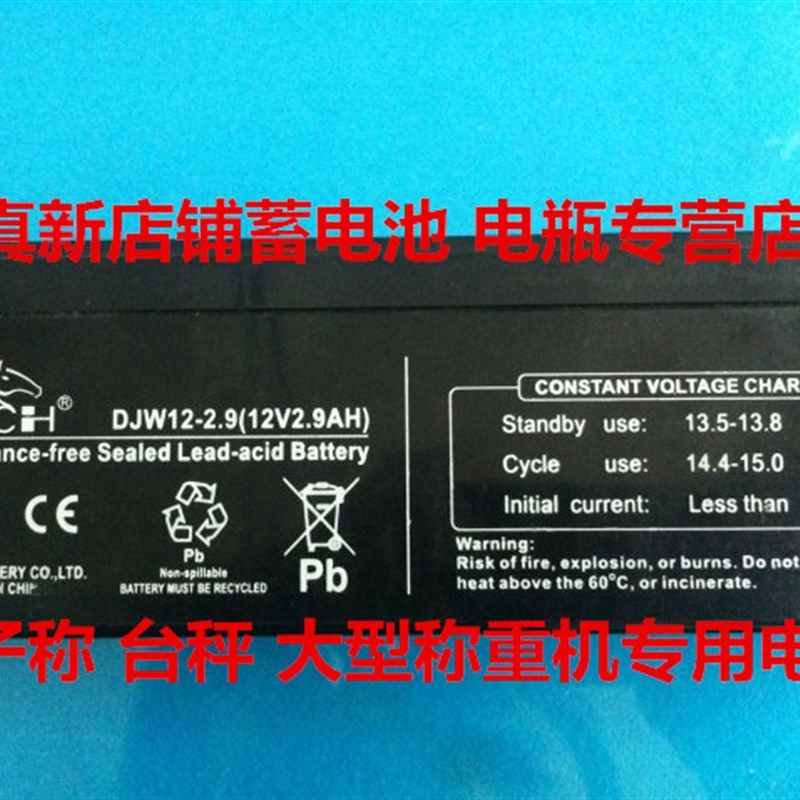 真新店铺蓄电池 电瓶专营店
CH®
DJW12-2.9(12V2.9AH)
ance-free Sealed Lead-acid Battery
CE
Pb
Non-spillable
BATTERY MUST BE RECYCLED
Pb
ERY CO.,LTD.
N CHIN
CONSTANT VOLTAGE CHAR
Standby use: 13.5-13.8
Cycle use: 14.4-15.0
Initial current: Less than
Warning:
Risk of fire, explosion, or burns. Do not
heat above the 60°C, or incinerate.
子称 台秤 大型称重机专用电